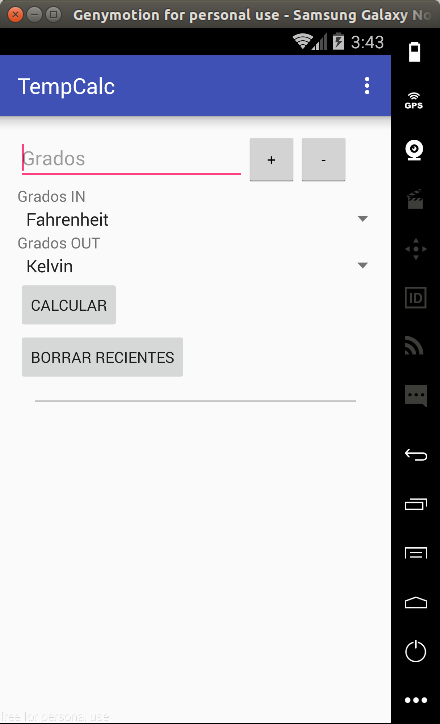 Genymotion for personal use - Samsung Galaxy No
3:43
TempCalc
GPS
Grados
+
-
Grados IN
Fahrenheit
Grados OUT
Kelvin
ID
CALCULAR
BORRAR RECIENTES
free for personal use